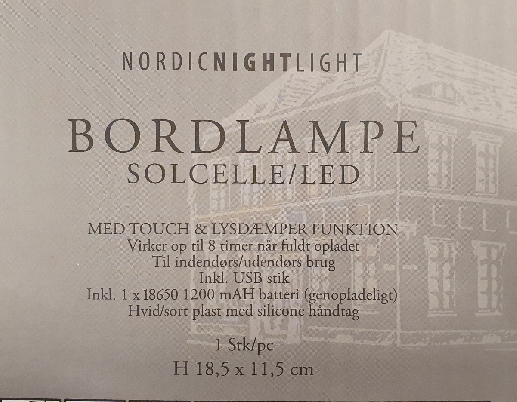 NORDICNIGHTLIGHT
BORDLAMPE
SOLCELLE/LED
MED TOUCH & LYSDÆMPER FUNKTION
Virker op til 8 timer når fuldt opladet
Til indendørs/udendørs brug
Inkl. USB stik
Inkl. 1 x 18650 1200 mAH batteri (genopladeligt)
Hvid/sort plast med silicone håndtag
1 Stk/pc
H 18,5 x 11,5 cm